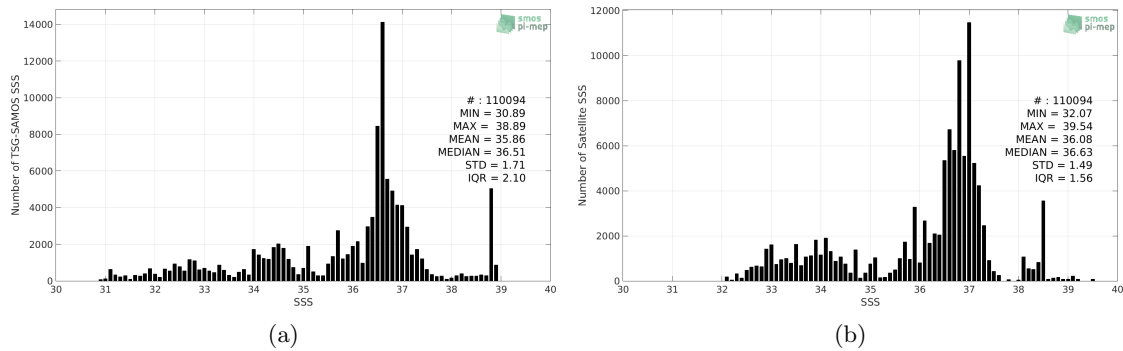 14000
12000
10000
8000
6000
4000
2000
0
30 31 32 33 34 35 36 37 38 39 40
SSS
Number of TSG-SAMOS SSS
smos
pi-mep
# : 110094
MIN = 30.89
MAX = 38.89
MEAN = 35.86
MEDIAN = 36.51
STD = 1.71
IQR = 2.10
(a)
12000
10000
8000
6000
4000
2000
0
30 31 32 33 34 35 36 37 38 39 40
SSS
Number of Satellite SSS
smos
pi-mep
# : 110094
MIN = 32.07
MAX = 39.54
MEAN = 36.08
MEDIAN = 36.63
STD = 1.49
IQR = 1.56
(b)